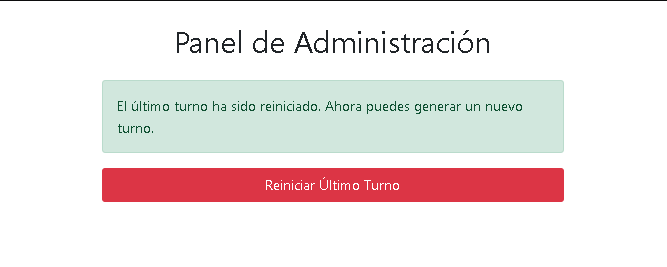 Panel de Administración
El último turno ha sido reiniciado. Ahora puedes generar un nuevo
turno.
Reiniciar Último Turno